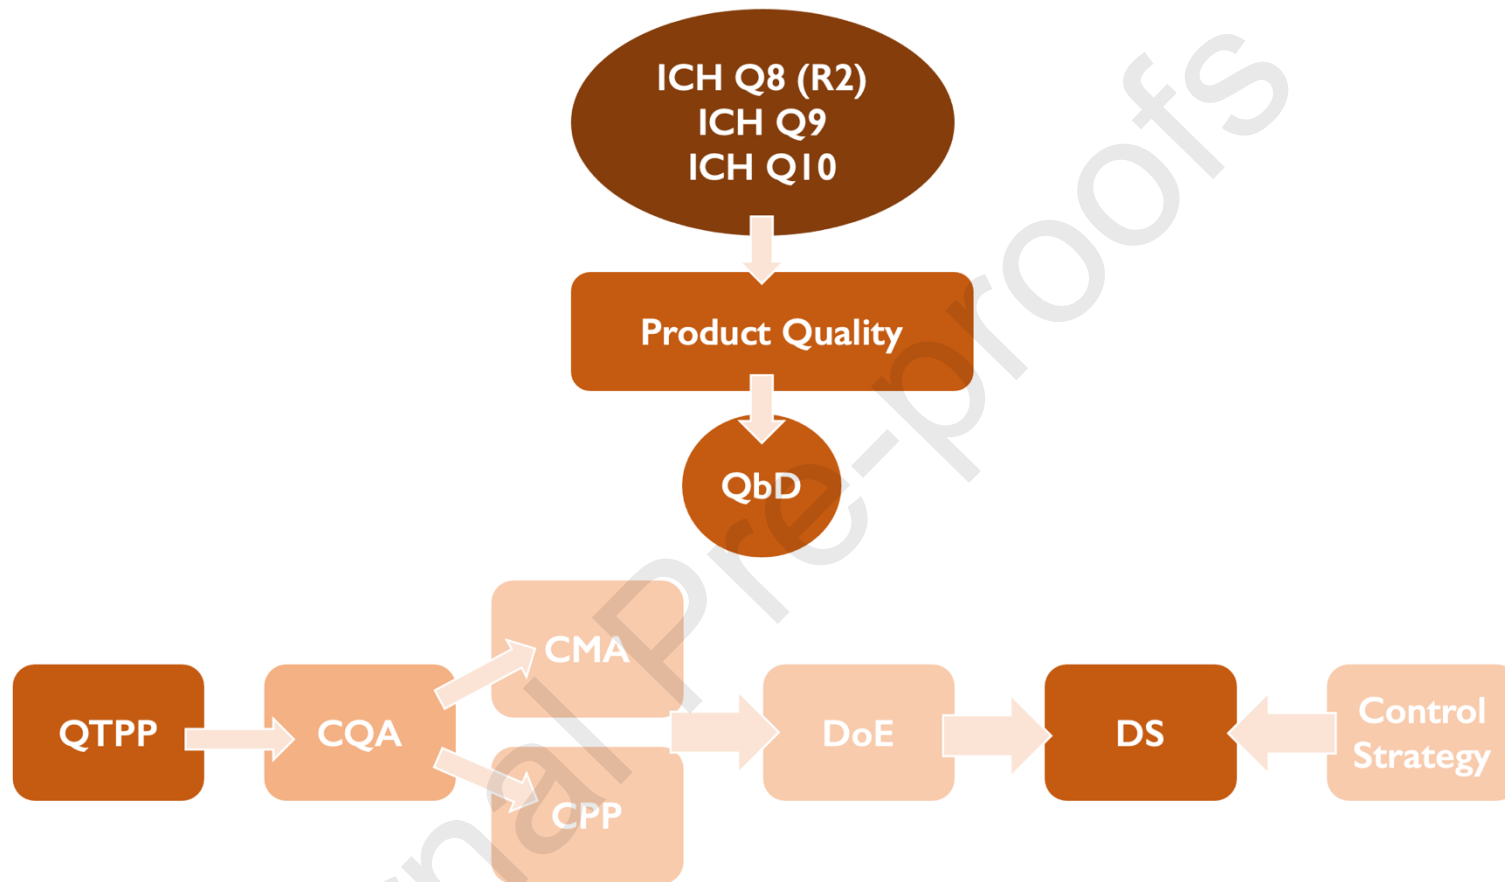 ICH Q8 (R2)
ICH Q9
ICH Q10
Product Quality
QbD
CMA
QTPP
CQA
DoE
DS
Control
Strategy
CPP
rnal Pre-proofs